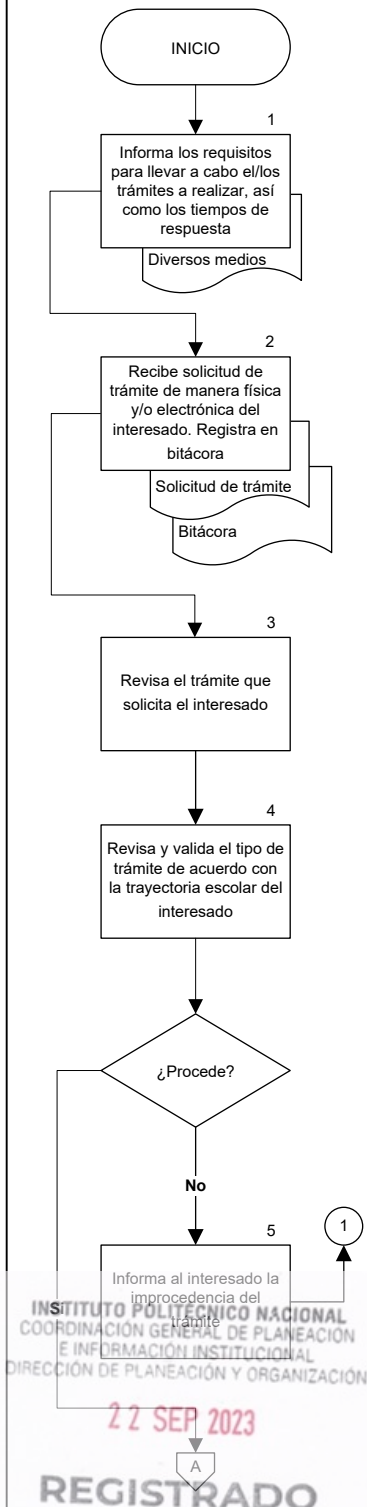 INICIO
1
Informa los requisitos
para llevar a cabo el/los
trámites a realizar, así
como los tiempos de
respuesta
Diversos medios
2
Recibe solicitud de
trámite de manera física
y/o electrónica del
interesado. Registra en
bitácora
Solicitud de trámite
Bitácora
3
Revisa el trámite que
solicita el interesado
4
Revisa y valida el tipo de
trámite de acuerdo con
la trayectoria escolar del
interesado
¿Procede?
No
5
1
Informa al interesado la
improcedencia del
trámite
INSTITUTO POLITÉCNICO NACIONAL
COORDINACIÓN GENERAL DE PLANEACIÓN
E INFORMACIÓN INSTITUCIONAL
DIRECCIÓN DE PLANEACIÓN Y ORGANIZACIÓN
22 SEP 2023
A
REGISTRADO